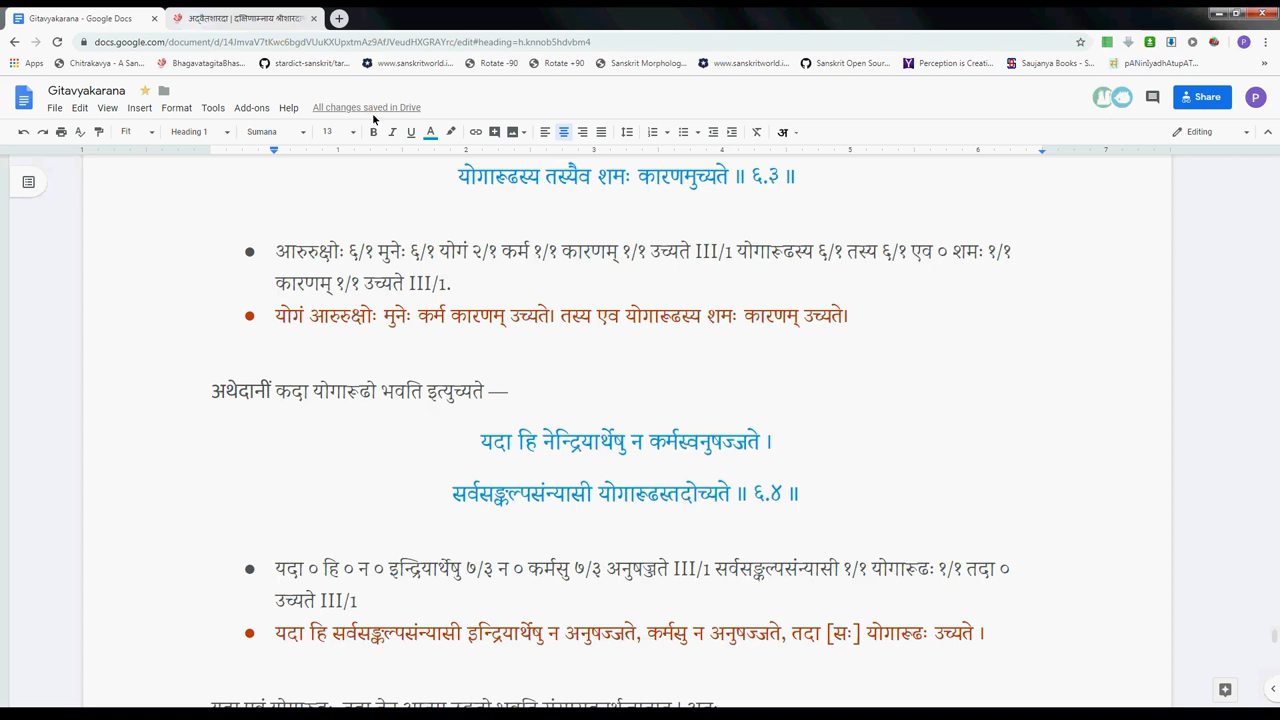 Gitavyakarana - Google Docs
अद्वैतशारदा | दक्षिणाम्नाय श्रीशारदा
docs.google.com/document/d/14JmvaV7tKwc6bgdVUuKXUpxtmAz9AfJVeudHXGRAYrc/edit#heading=h.knnob5hdvbm4
Apps Chitrakavya - A San... BhagavatagitaBhas... stardict-sanskrit/tar... www.sanskritworld.i... Rotate -90 Rotate +90 Sanskrit Morpholog... www.sanskritworld.i... Sanskrit Open Sour... Perception is Creati... Saujanya Books - S... pANiniyadhAtupAT...
Gitavyakarana
File Edit View Insert Format Tools Add-ons Help All changes saved in Drive
Share
P
Fit Heading 1 Sumana 13 B I U A अ Editing
1 1 2 3 4 5 6 7
योगारूढस्य तस्यैव शमः कारणमुच्यते ॥ ६.३ ॥
● आरुरुक्षोः ६/१ मुनेः ६/१ योगं २/१ कर्म १/१ कारणम् १/१ उच्यते III/1 योगारूढस्य ६/१ तस्य ६/१ एव ० शमः १/१
कारणम् १/१ उच्यते III/1.
● योगं आरुरुक्षोः मुनेः कर्म कारणम् उच्यते। तस्य एव योगारूढस्य शमः कारणम् उच्यते।
अथेदानीं कदा योगारूढो भवति इत्युच्यते —
यदा हि नेन्द्रियार्थेषु न कर्मस्वनुषज्जते ।
सर्वसङ्कल्पसंन्यासी योगारूढस्तदोच्यते ॥ ६.४ ॥
● यदा ० हि ० न ० इन्द्रियार्थेषु ७/३ न ० कर्मसु ७/३ अनुषज्जते III/1 सर्वसङ्कल्पसंन्यासी १/१ योगारूढः १/१ तदा ०
उच्यते III/1
● यदा हि सर्वसङ्कल्पसंन्यासी इन्द्रियार्थेषु न अनुषज्जते, कर्मसु न अनुषज्जते, तदा [सः] योगारूढः उच्यते ।